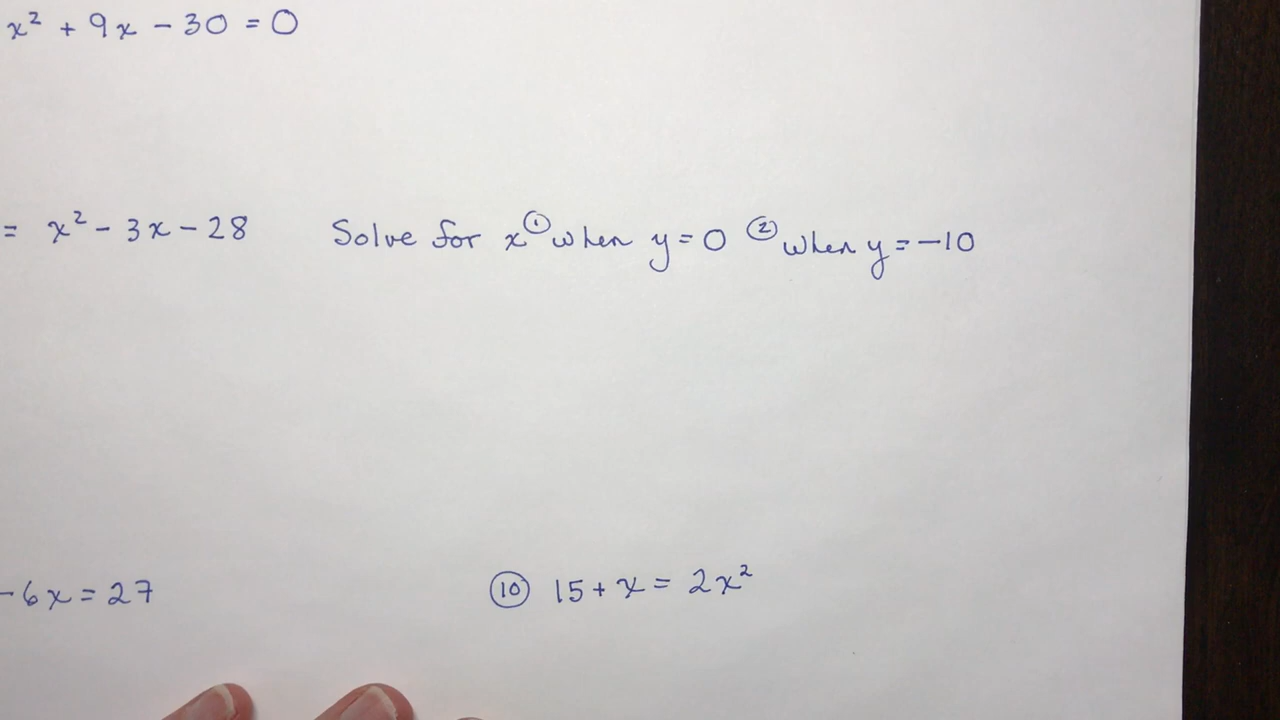 x² + 9x - 30 = 0
= x² - 3x - 28 Solve for x ① when y = 0 ② when y = -10
-6x = 27 ⑩ 15 + x = 2x²